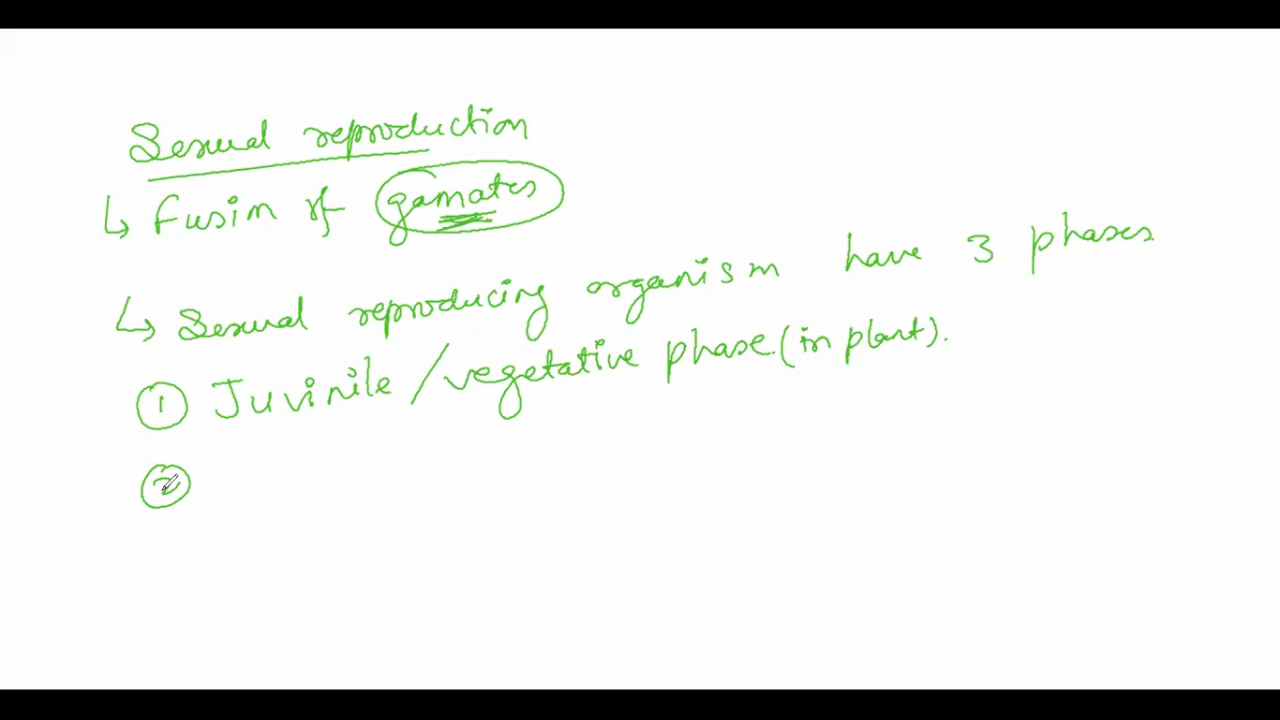 Sexual reproduction
↳ Fusion of gamates
↳ Sexual reproducing organism have 3 phases
① Juvinile / vegetative phase. (in plant).
②